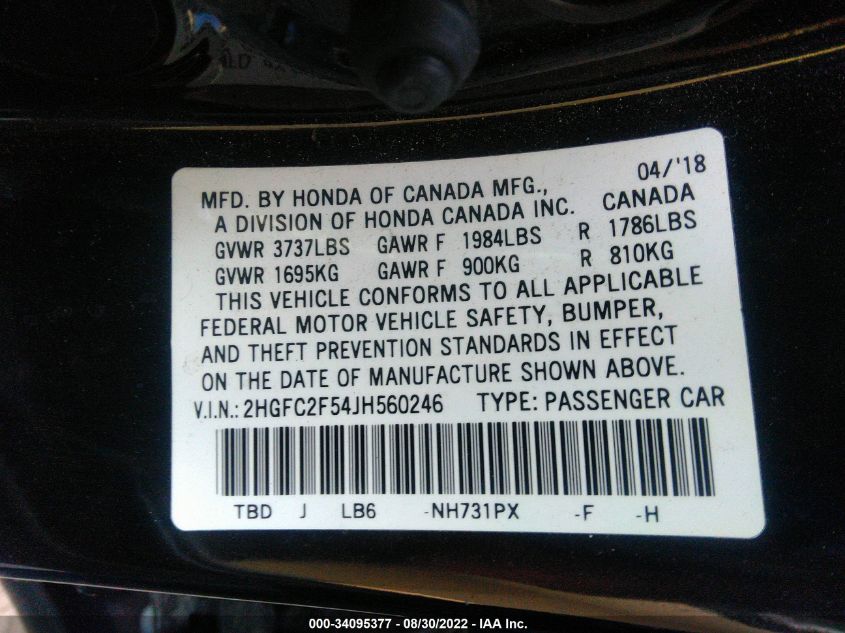 LD
MFD. BY HONDA OF CANADA MFG., 04/'18
A DIVISION OF HONDA CANADA INC. CANADA
GVWR 3737LBS GAWR F 1984LBS R 1786LBS
GVWR 1695KG GAWR F 900KG R 810KG
THIS VEHICLE CONFORMS TO ALL APPLICABLE
FEDERAL MOTOR VEHICLE SAFETY, BUMPER,
AND THEFT PREVENTION STANDARDS IN EFFECT
ON THE DATE OF MANUFACTURE SHOWN ABOVE.
V.I.N.: 2HGFC2F54JH560246 TYPE: PASSENGER CAR
TBD J LB6 -NH731PX -F -H
000-34095377 - 08/30/2022 - IAA Inc.